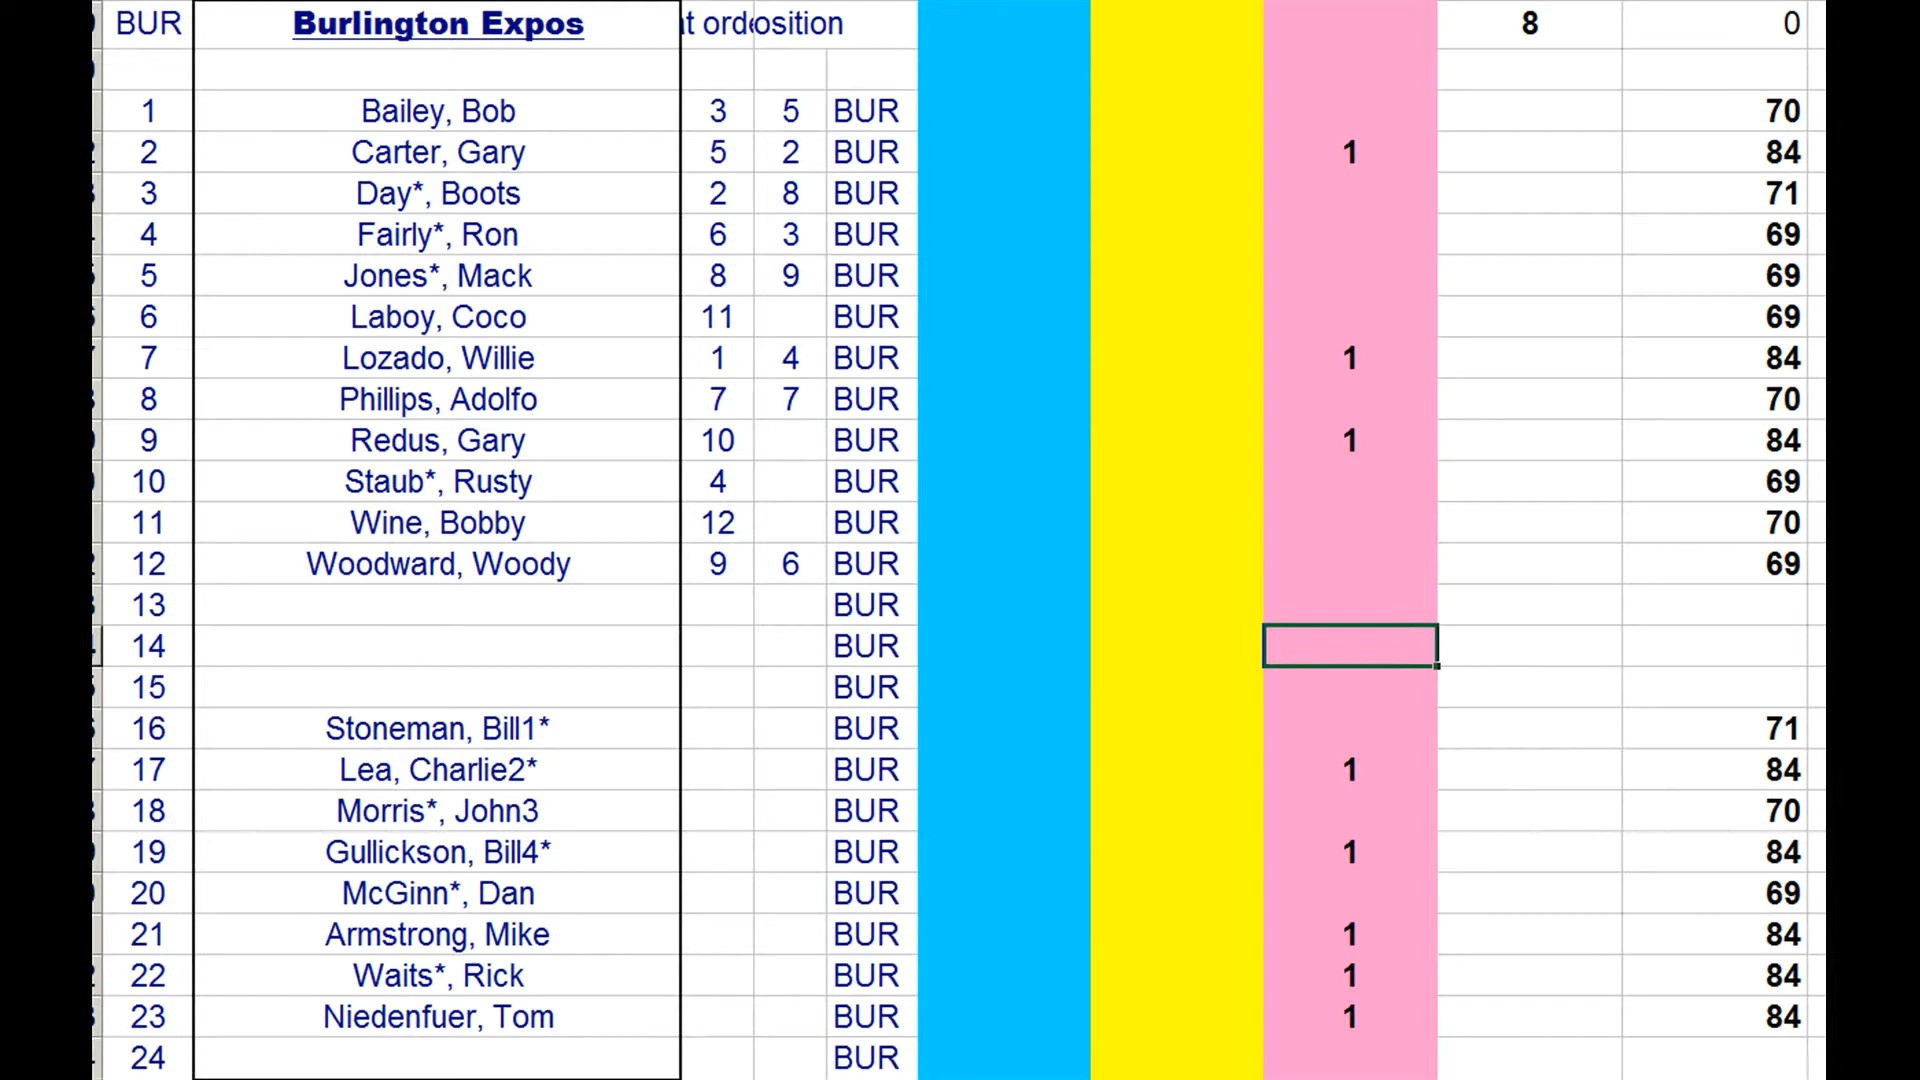 BUR Burlington Expos at orde osition 8 0
1 Bailey, Bob 3 5 BUR 70
2 Carter, Gary 5 2 BUR 1 84
3 Day*, Boots 2 8 BUR 71
4 Fairly*, Ron 6 3 BUR 69
5 Jones*, Mack 8 9 BUR 69
6 Laboy, Coco 11 BUR 69
7 Lozado, Willie 1 4 BUR 1 84
8 Phillips, Adolfo 7 7 BUR 70
9 Redus, Gary 10 BUR 1 84
10 Staub*, Rusty 4 BUR 69
11 Wine, Bobby 12 BUR 70
12 Woodward, Woody 9 6 BUR 69
13 BUR
14 BUR
15 BUR
16 Stoneman, Bill1* BUR 71
17 Lea, Charlie2* BUR 1 84
18 Morris*, John3 BUR 70
19 Gullickson, Bill4* BUR 1 84
20 McGinn*, Dan BUR 69
21 Armstrong, Mike BUR 1 84
22 Waits*, Rick BUR 1 84
23 Niedenfuer, Tom BUR 1 84
24 BUR